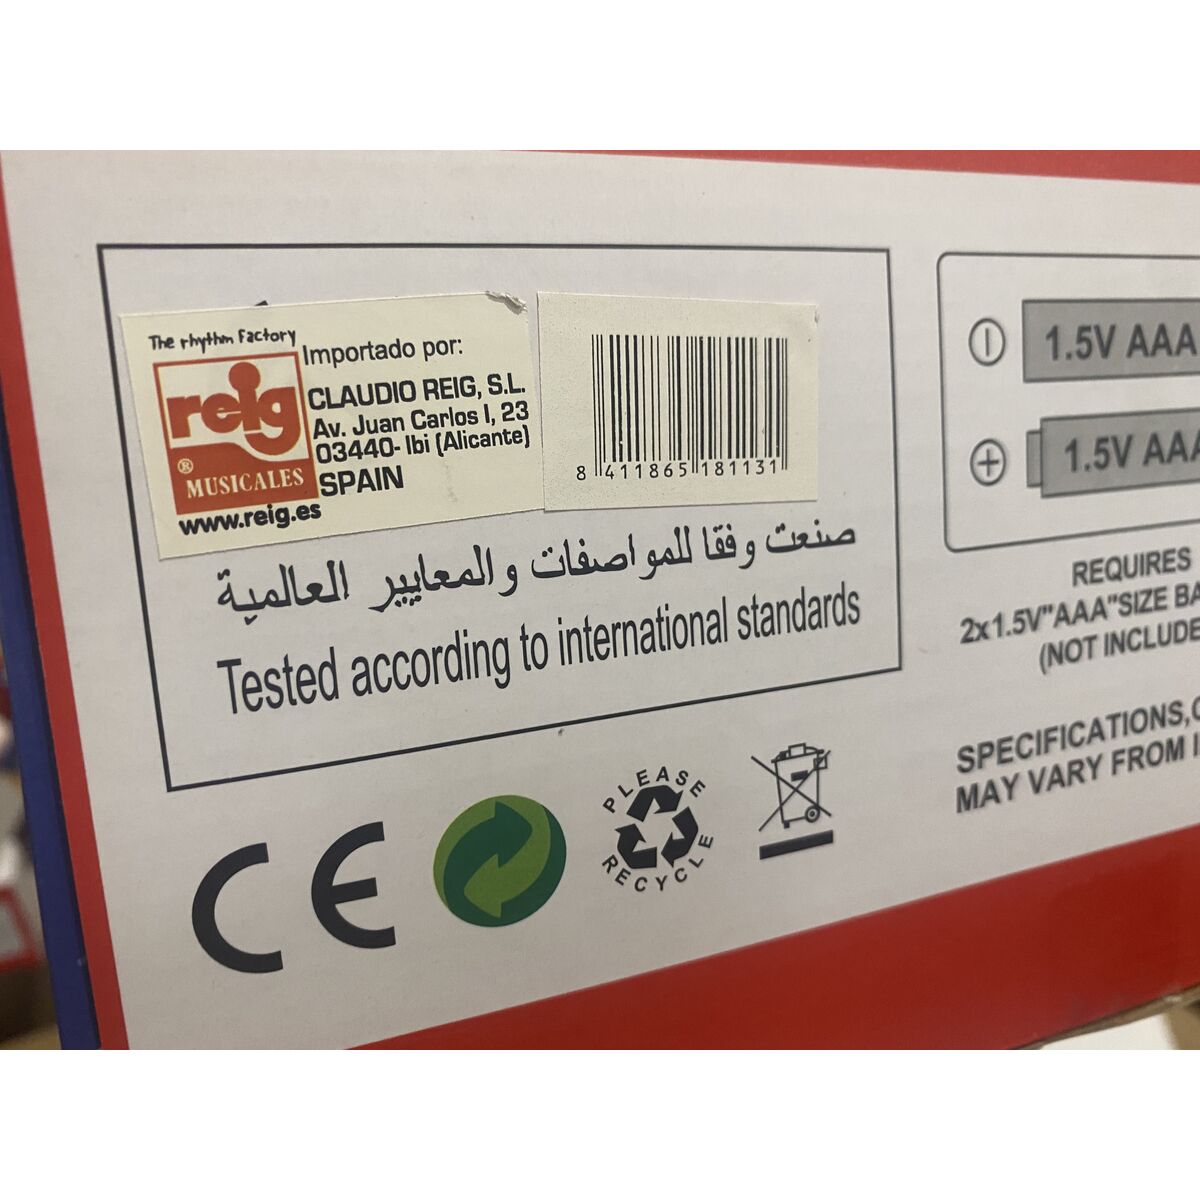 The rhythm Factory
reig
®
MUSICALES
www.reig.es
Importado por:
CLAUDIO REIG, S.L.
Av. Juan Carlos I, 23
03440- Ibi (Alicante)
SPAIN
8 411865 181131
صنعت وفقا للمواصفات والمعايير العالمية
Tested according to international standards
CE
PLEASE
RECYCLE
1.5V AAA
1.5V AAA
REQUIRES
2x1.5V"AAA"SIZE
(NOT
SPECIFICATIONS,
MAY VARY FROM